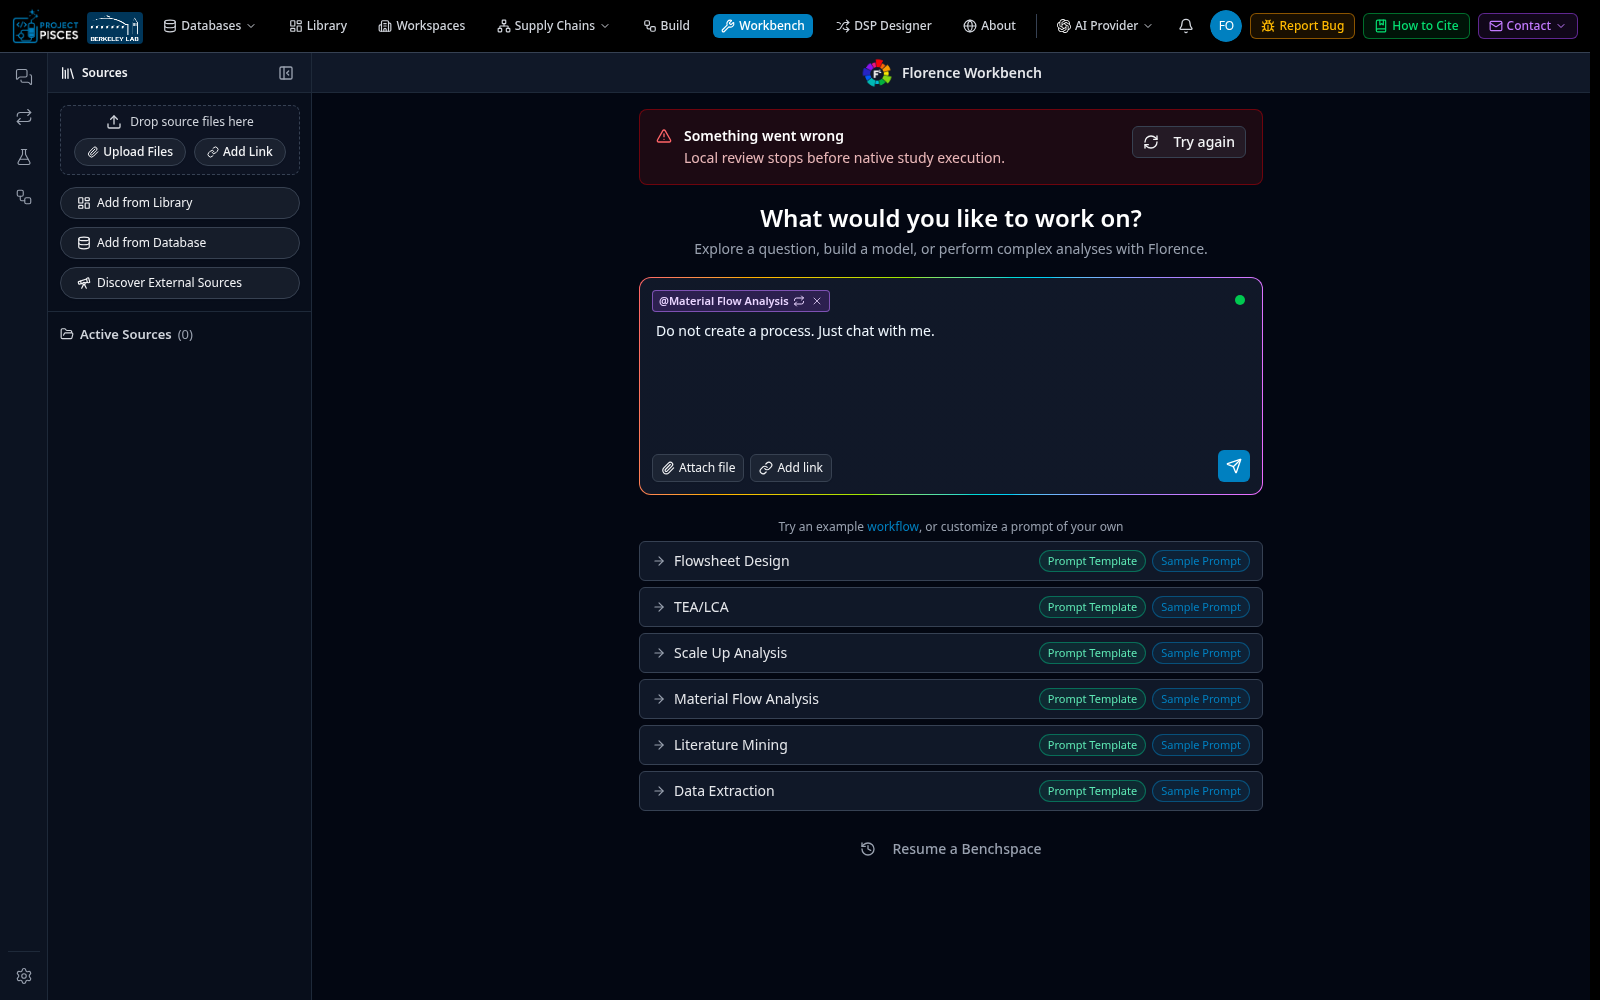 PROJECT
PISCES
BERKELEY LAB
Databases
Library
Workspaces
Supply Chains
Build
Workbench
DSP Designer
About
AI Provider
FO
Report Bug
How to Cite
Contact
Sources
Florence Workbench
Drop source files here
Upload Files
Add Link
Add from Library
Add from Database
Discover External Sources
Active Sources (0)
Something went wrong
Local review stops before native study execution.
Try again
What would you like to work on?
Explore a question, build a model, or perform complex analyses with Florence.
@Material Flow Analysis
Do not create a process. Just chat with me.
Attach file
Add link
Try an example workflow, or customize a prompt of your own
Flowsheet Design
Prompt Template
Sample Prompt
TEA/LCA
Prompt Template
Sample Prompt
Scale Up Analysis
Prompt Template
Sample Prompt
Material Flow Analysis
Prompt Template
Sample Prompt
Literature Mining
Prompt Template
Sample Prompt
Data Extraction
Prompt Template
Sample Prompt
Resume a Benchspace